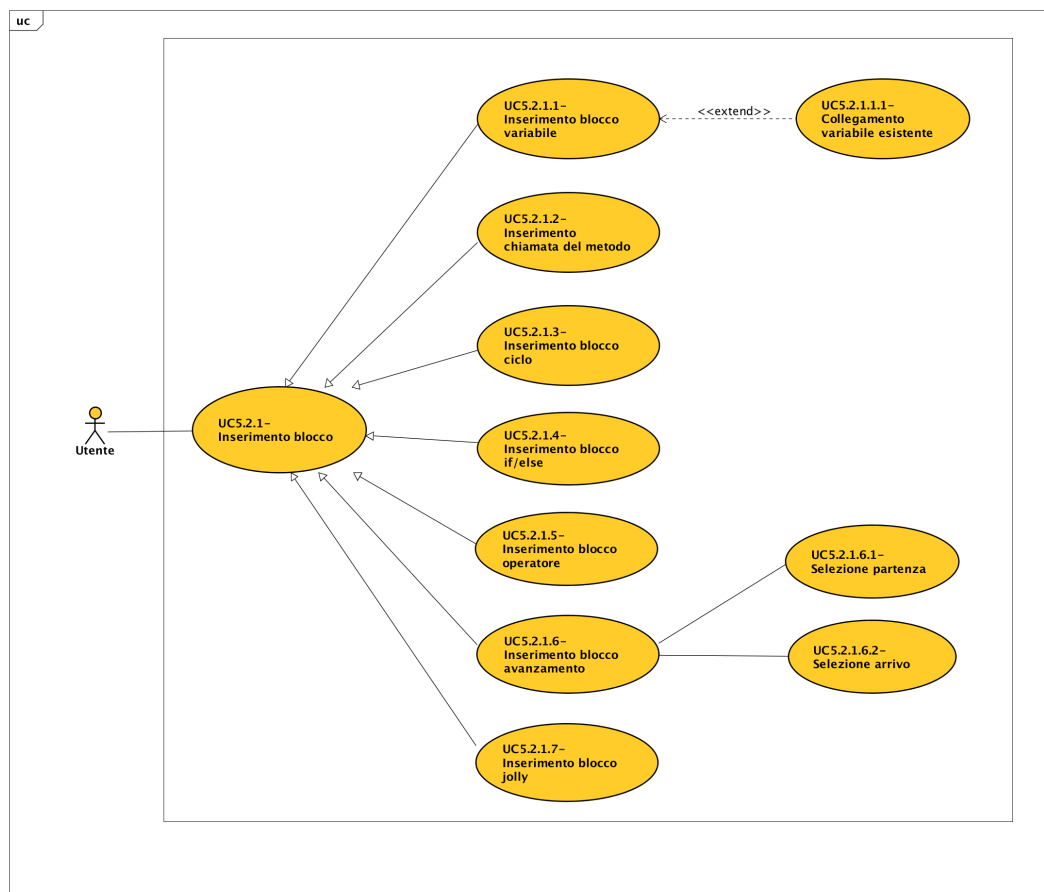 uc
UC5.2.1.1-
Inserimento blocco
variabile
<<extend>>
UC5.2.1.1.1-
Collegamento
variabile esistente
UC5.2.1.2-
Inserimento
chiamata del metodo
UC5.2.1.3-
Inserimento blocco
ciclo
Utente
UC5.2.1-
Inserimento blocco
UC5.2.1.4-
Inserimento blocco
if/else
UC5.2.1.5-
Inserimento blocco
operatore
UC5.2.1.6.1-
Selezione partenza
UC5.2.1.6-
Inserimento blocco
avanzamento
UC5.2.1.6.2-
Selezione arrivo
UC5.2.1.7-
Inserimento blocco
jolly